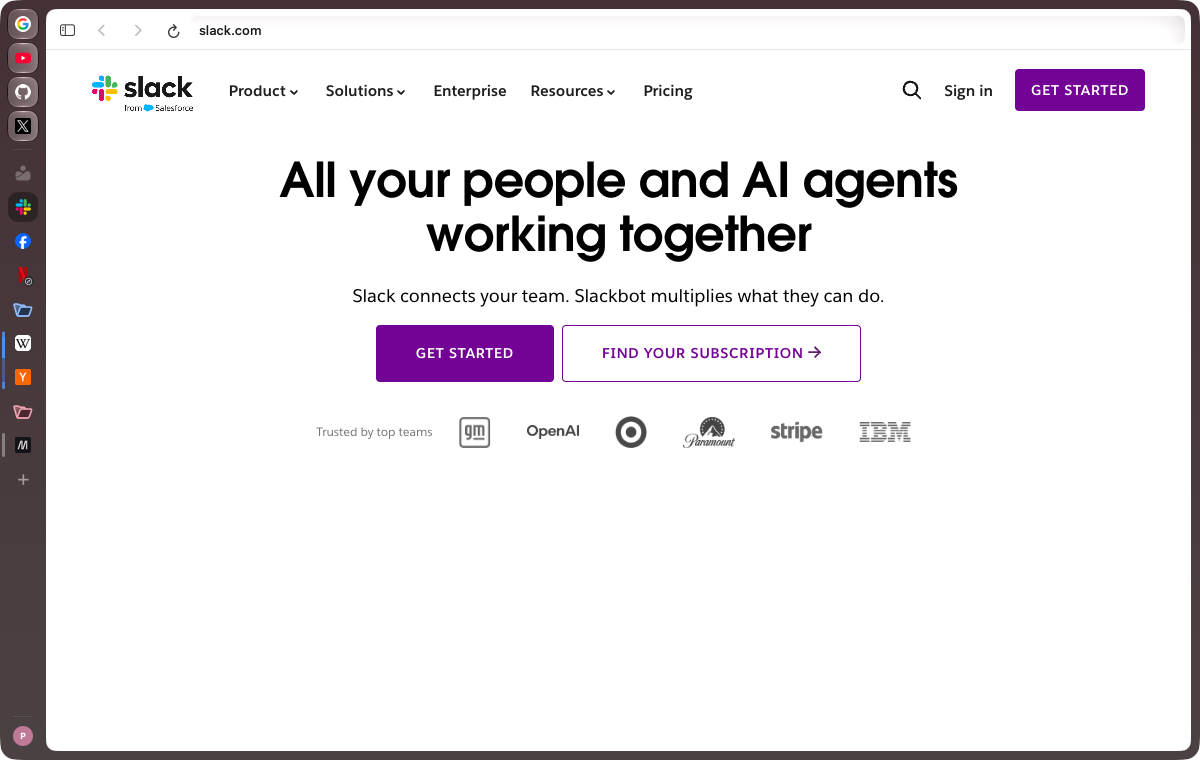 slack.com
slack
from Salesforce
Product
Solutions
Enterprise
Resources
Pricing
Sign in
GET STARTED
All your people and AI agents
working together
Slack connects your team. Slackbot multiplies what they can do.
GET STARTED
FIND YOUR SUBSCRIPTION →
Trusted by top teams
gm
OpenAI
Paramount
stripe
IBM
G
X
W
Y
M
P